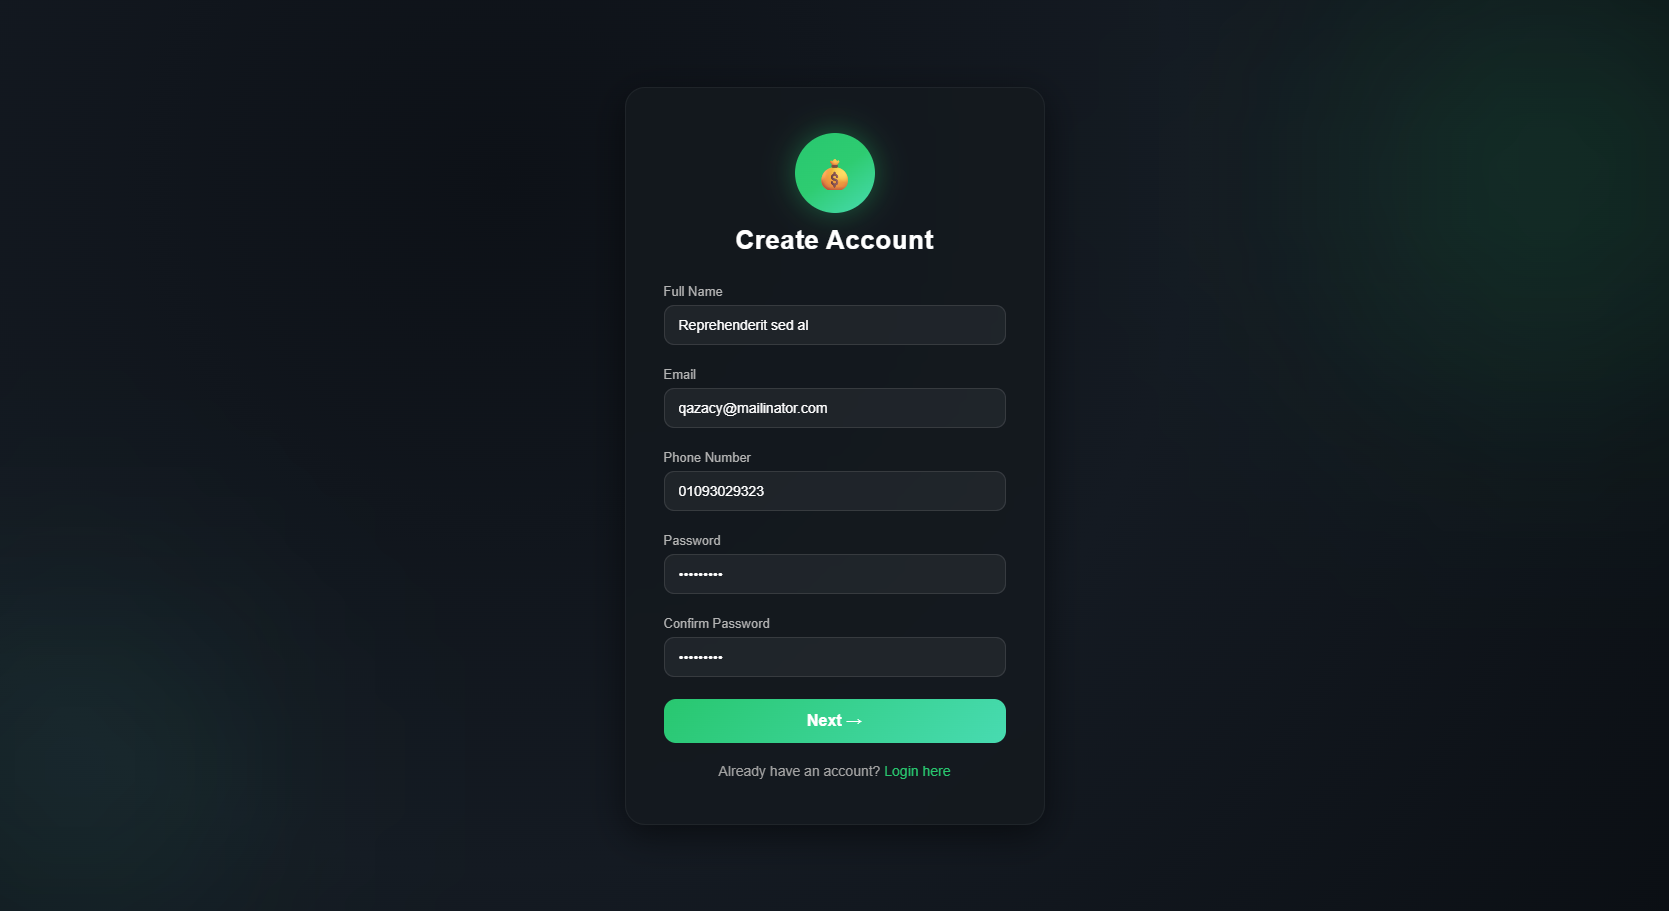 Create Account
Full Name
Reprehenderit sed al
Email
qazacy@mailinator.com
Phone Number
01093029323
Password
•••••••••
Confirm Password
•••••••••
Next →
Already have an account? Login here